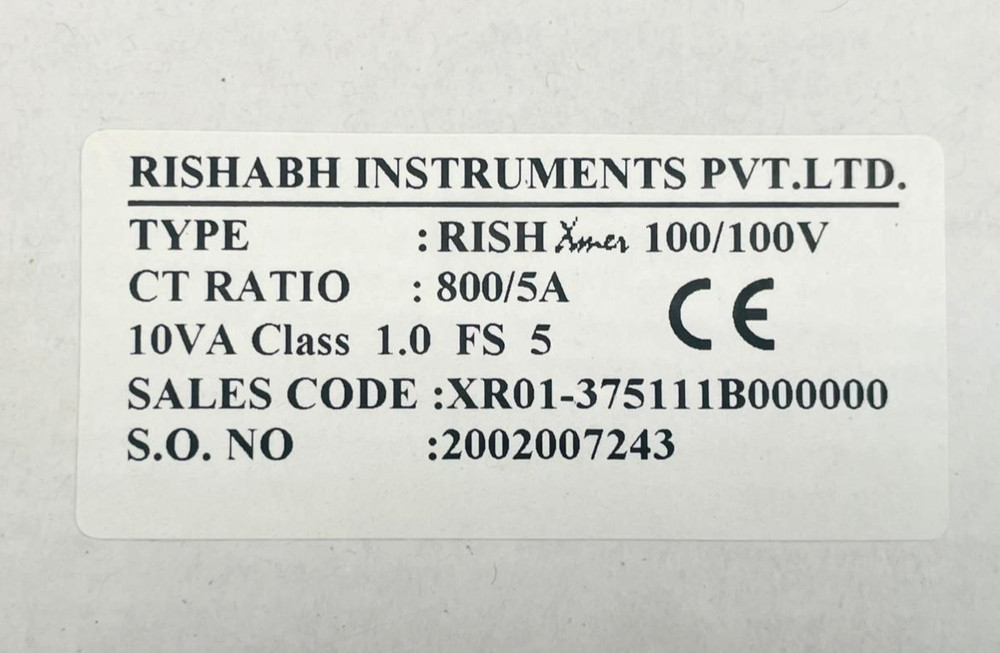 RISHABH INSTRUMENTS PVT.LTD.
TYPE : RISH Xmer 100/100V
CT RATIO : 800/5A
CE
10VA Class 1.0 FS 5
SALES CODE :XR01-375111B000000
S.O. NO :2002007243